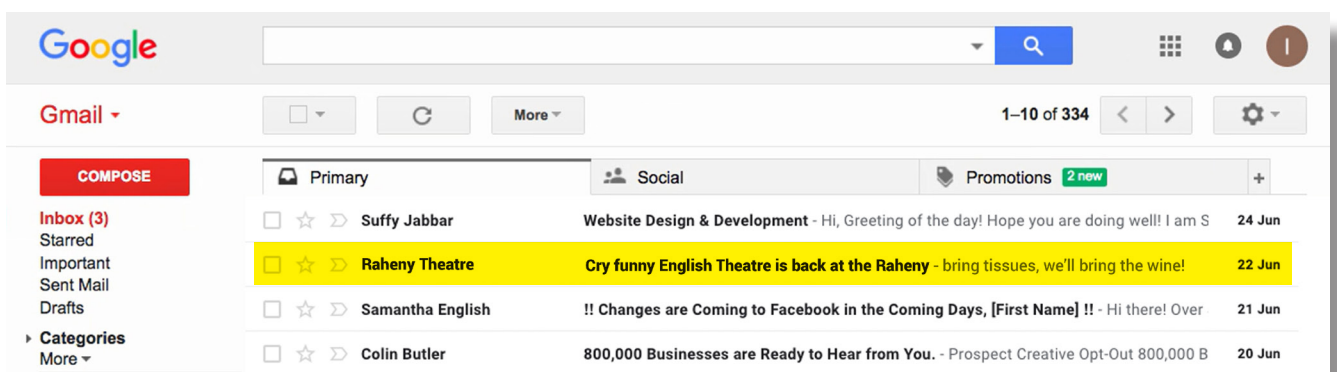 Google
I
Gmail
More
1–10 of 334
COMPOSE
Primary
Social
Promotions 2 new
+
Inbox (3)
Starred
Important
Sent Mail
Drafts
Categories
More
Suffy Jabbar Website Design & Development - Hi, Greeting of the day! Hope you are doing well! I am S 24 Jun
Raheny Theatre Cry funny English Theatre is back at the Raheny - bring tissues, we'll bring the wine! 22 Jun
Samantha English !! Changes are Coming to Facebook in the Coming Days, [First Name] !! - Hi there! Over 21 Jun
Colin Butler 800,000 Businesses are Ready to Hear from You. - Prospect Creative Opt-Out 800,000 B 20 Jun